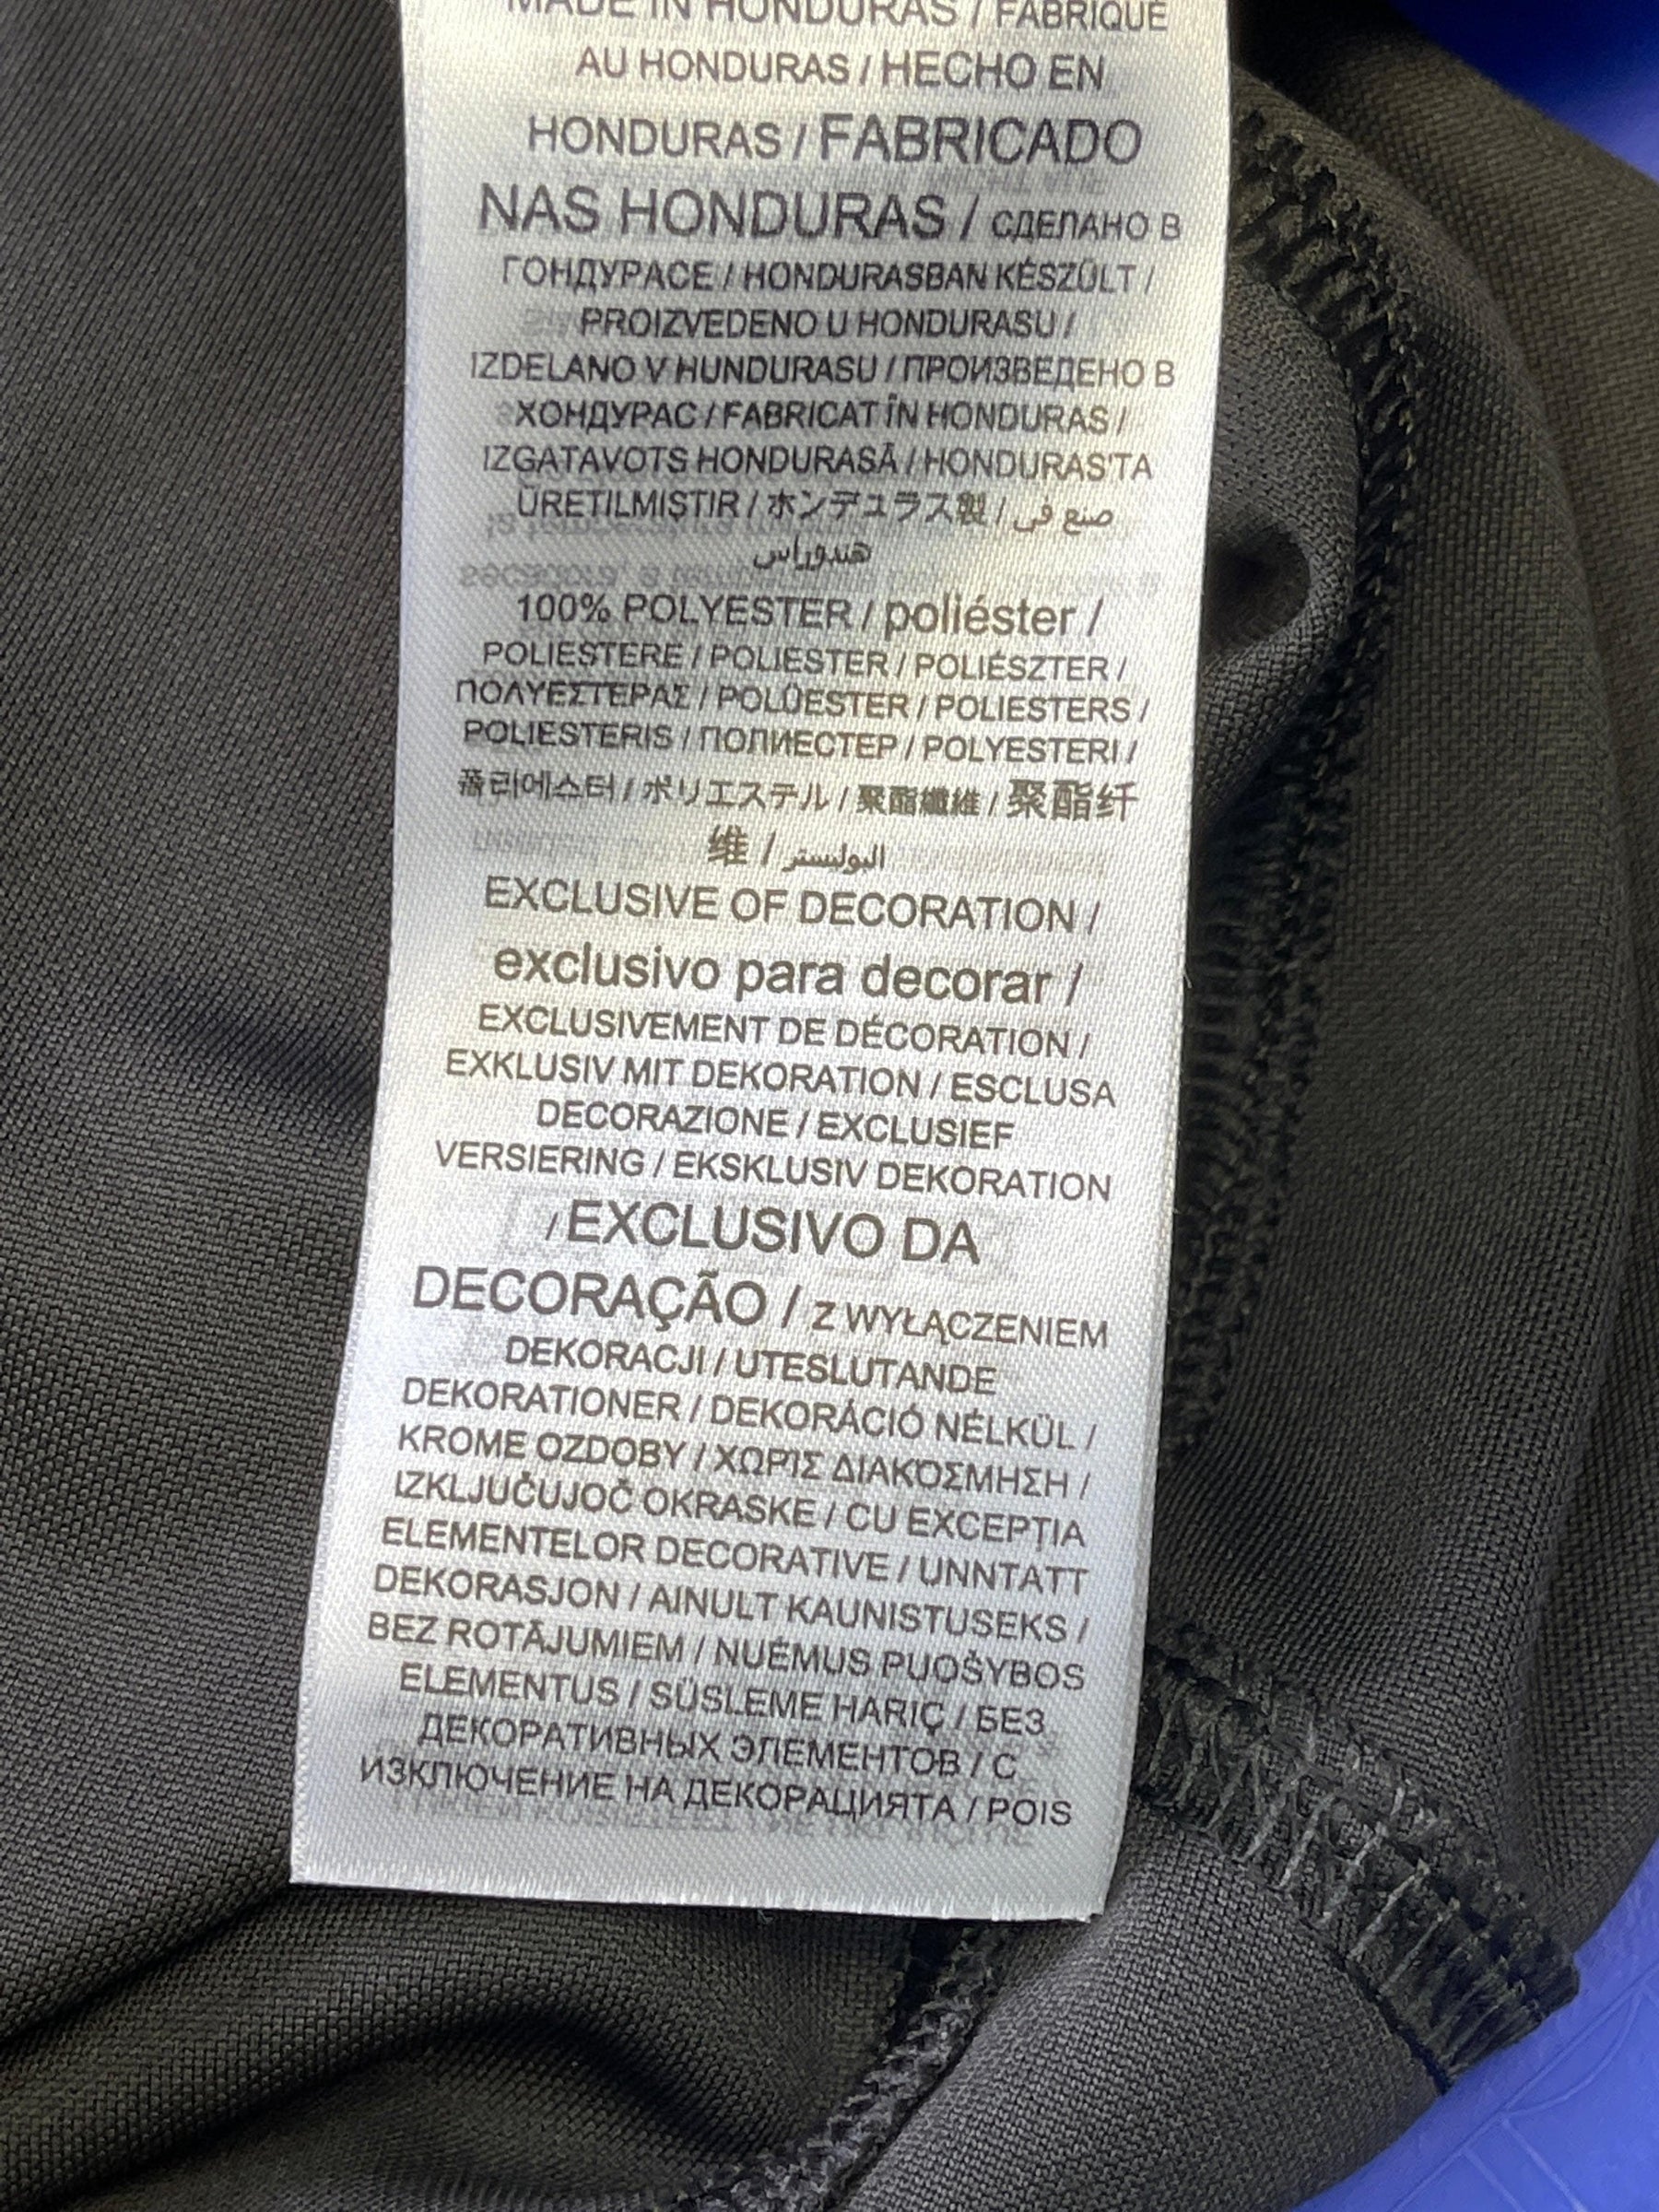 MADE IN HONDURAS / FABRIQUÉ
AU HONDURAS / HECHO EN
HONDURAS / FABRICADO
NAS HONDURAS / СДЕЛАНО В
ГОНДУРАСЕ / HONDURASBAN KÉSZÜLT /
PROIZVEDENO U HONDURASU /
IZDELANO V HUNDURASU / ПРОИЗВЕДЕНО В
ХОНДУРАС / FABRICAT ÎN HONDURAS /
IZGATAVOTS HONDURASĀ / HONDURAS'TA
ÜRETILMIŞTIR / ホンデュラス製 / صنع في
هندوراس
100% POLYESTER / poliéster /
POLIESTERE / POLIESTER / POLIÉSZTER /
ΠΟΛΥΕΣΤΕΡΑΣ / POLÜESTER / POLIESTERS /
POLIESTERIS / ПОЛИЕСТЕР / POLYESTERI /
폴리에스터 / ポリエステル / 聚酯纖維 / 聚酯纤
维 / البوليستر
EXCLUSIVE OF DECORATION /
exclusivo para decorar /
EXCLUSIVEMENT DE DÉCORATION /
EXKLUSIV MIT DEKORATION / ESCLUSA
DECORAZIONE / EXCLUSIEF
VERSIERING / EKSKLUSIV DEKORATION
/ EXCLUSIVO DA
DECORAÇÃO / Z WYŁĄCZENIEM
DEKORACJI / UTESLUTANDE
DEKORATIONER / DEKORÁCIÓ NÉLKÜL /
KROME OZDOBY / ΧΩΡΊΣ ΔΙΑΚΌΣΜΗΣΗ /
IZKLJUČUJOČ OKRASKE / CU EXCEPȚIA
ELEMENTELOR DECORATIVE / UNNTATT
DEKORASJON / AINULT KAUNISTUSEKS /
BEZ ROTĀJUMIEM / NUĖMUS PUOŠYBOS
ELEMENTUS / SÜSLEME HARIÇ / БЕЗ
ДЕКОРАТИВНЫХ ЭЛЕМЕНТОВ / С
ИЗКЛЮЧЕНИЕ НА ДЕКОРАЦИЯТА / POIS